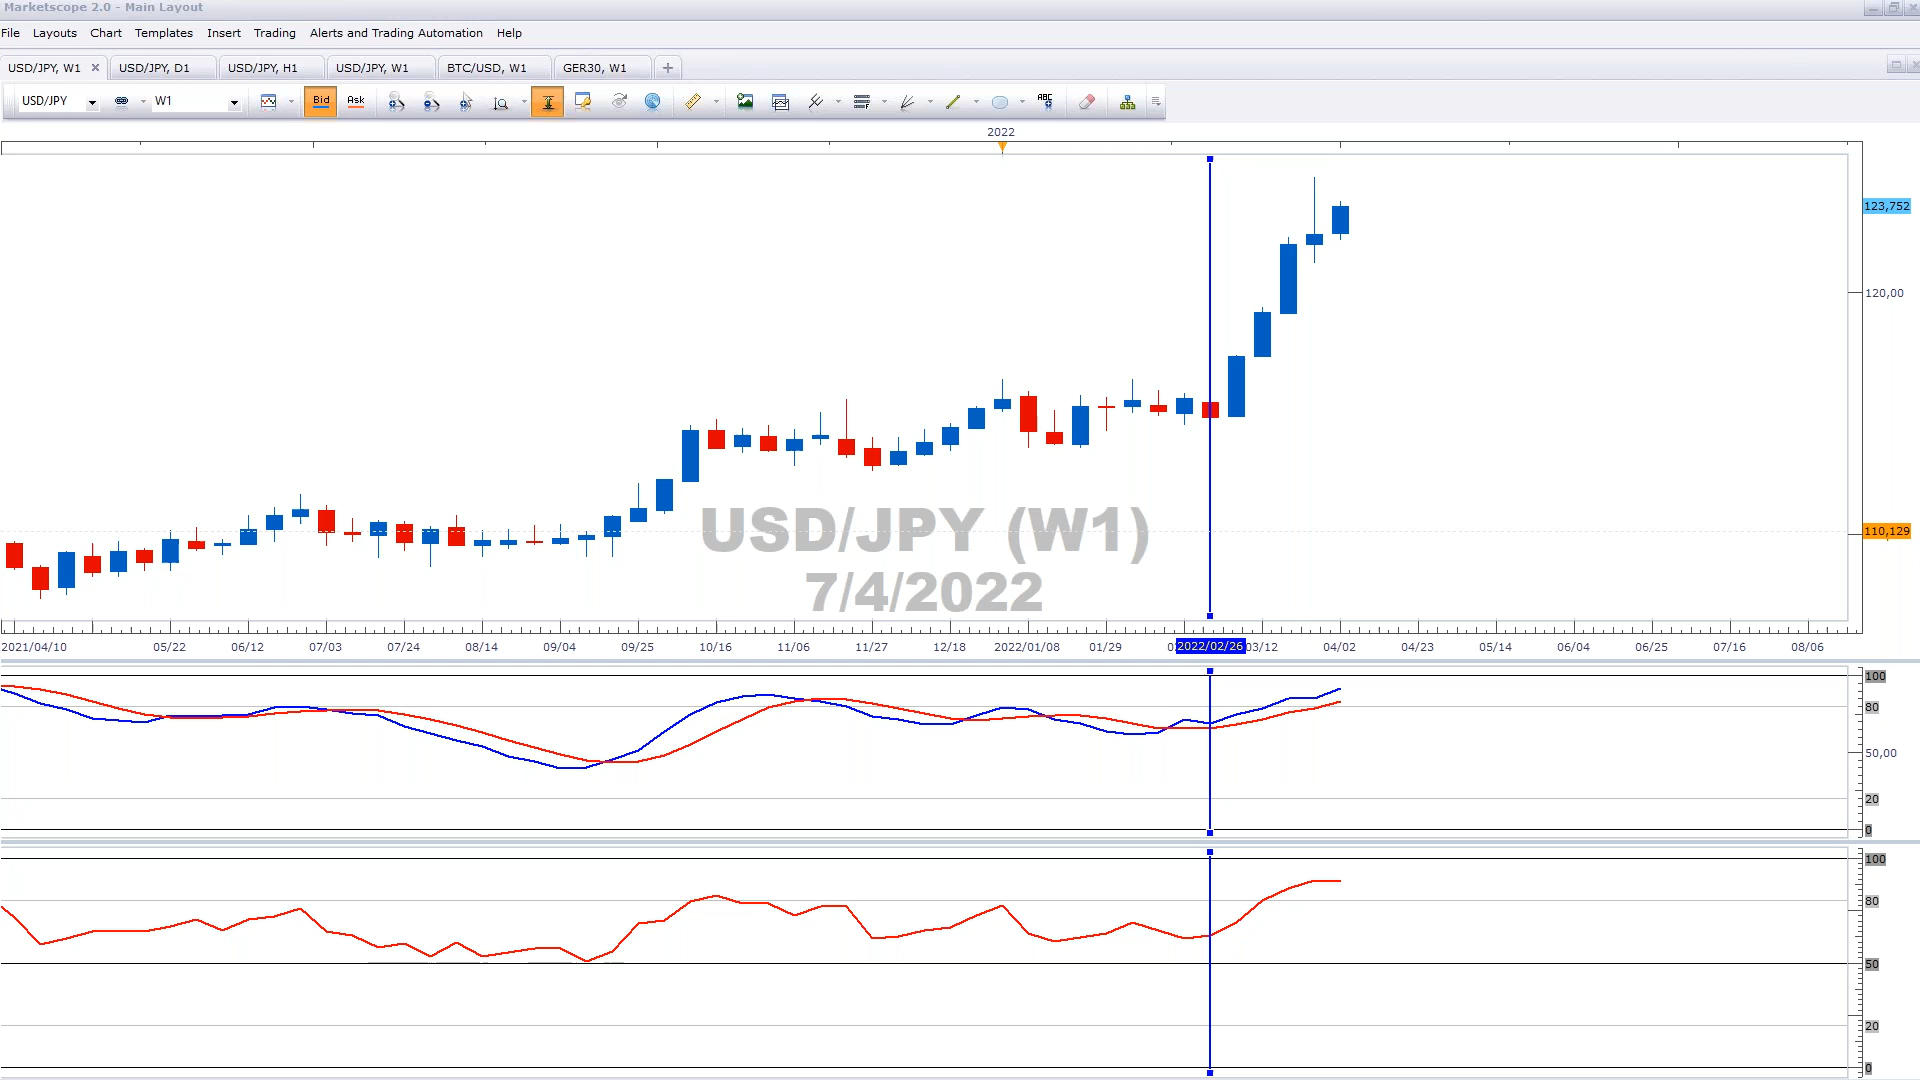 Marketscope 2.0 - Main Layout
File Layouts Chart Templates Insert Trading Alerts and Trading Automation Help
USD/JPY, W1 USD/JPY, D1 USD/JPY, H1 USD/JPY, W1 BTC/USD, W1 GER30, W1
USD/JPY W1 Bid Ask ABC
2022
123,752
120,00
USD/JPY (W1)
110,129
7/4/2022
2021/04/10 05/22 06/12 07/03 07/24 08/14 09/04 09/25 10/16 11/06 11/27 12/18 2022/01/08 01/29 2022/02/26 03/12 04/02 04/23 05/14 06/04 06/25 07/16 08/06
100
80
50,00
20
0
100
80
50
20
0